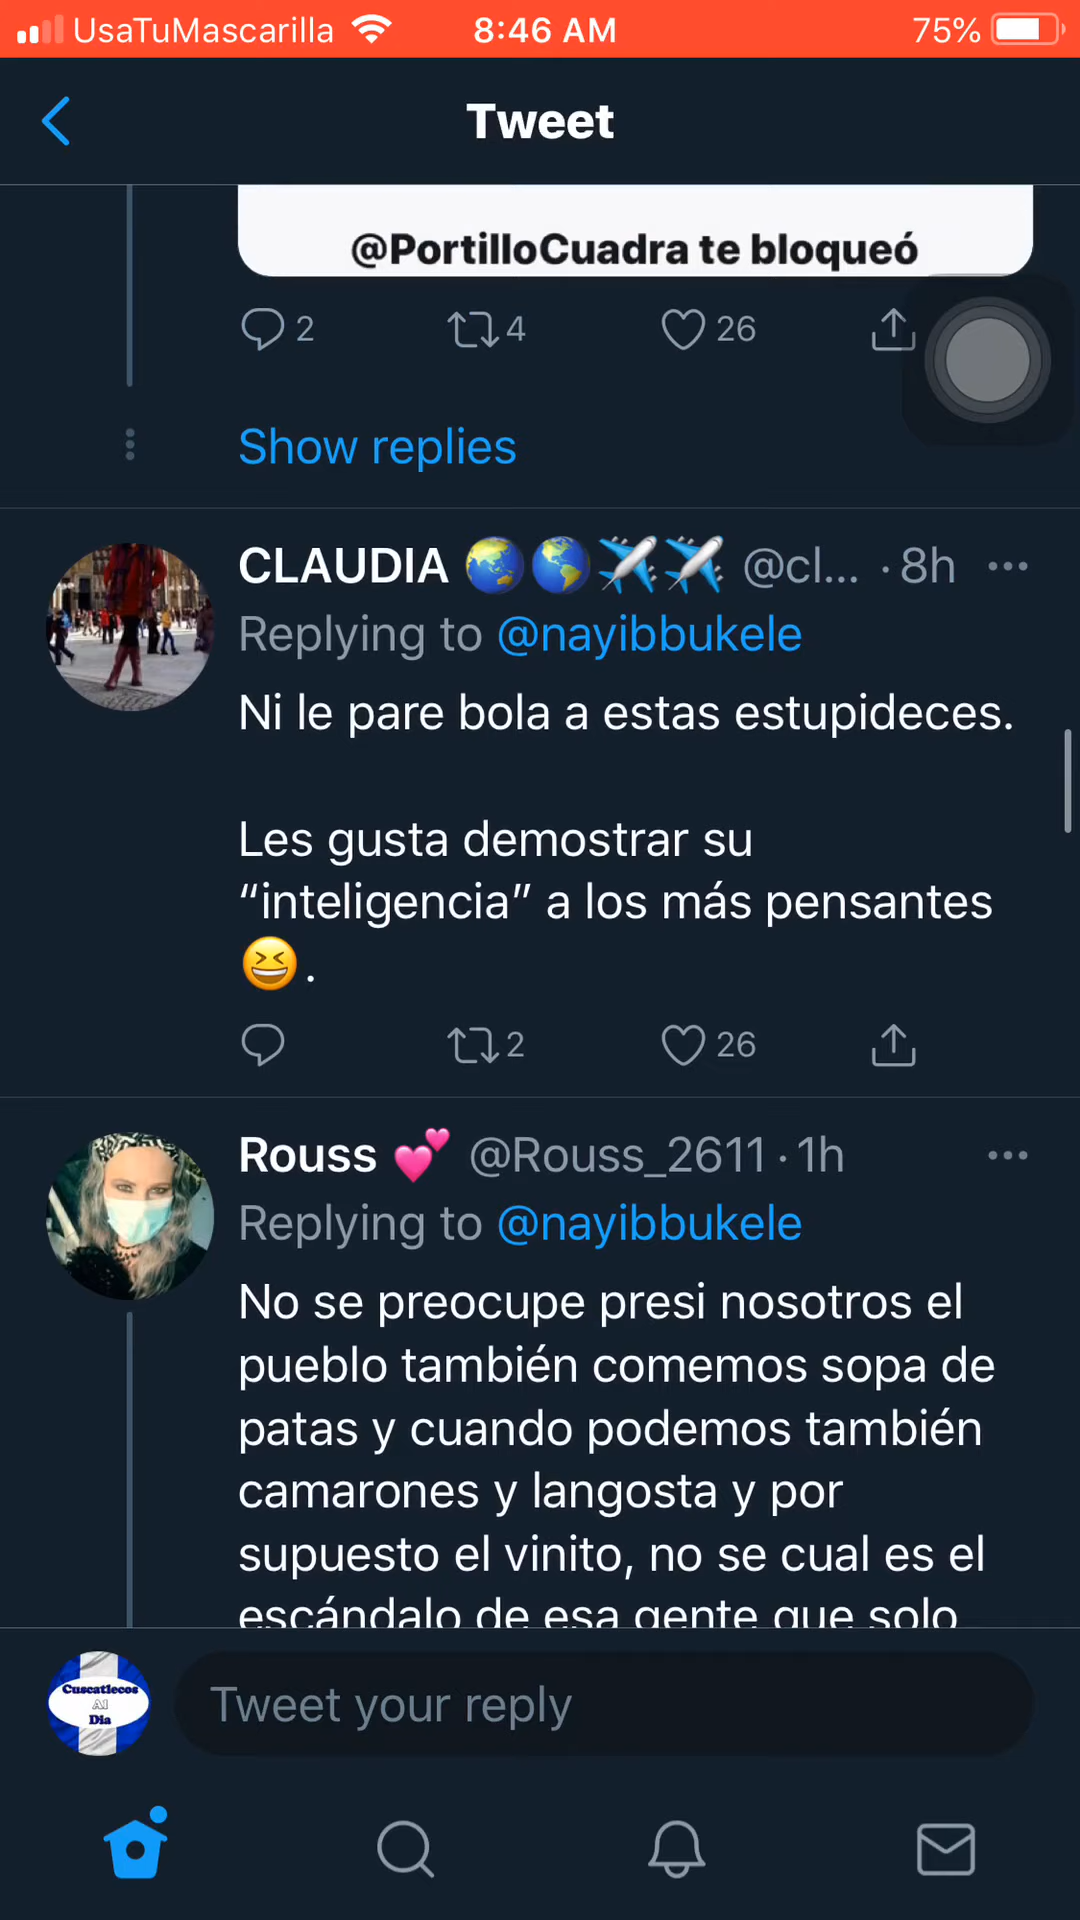 UsaTuMascarilla 8:46 AM 75%
Tweet
@PortilloCuadra te bloqueó
2 4 26
Show replies
CLAUDIA 🌏🌎✈️✈️ @cl... · 8h
Replying to @nayibbukele
Ni le pare bola a estas estupideces.
Les gusta demostrar su
“inteligencia” a los más pensantes
😆.
2 26
Rouss 💕 @Rouss_2611 · 1h
Replying to @nayibbukele
No se preocupe presi nosotros el
pueblo también comemos sopa de
patas y cuando podemos también
camarones y langosta y por
supuesto el vinito, no se cual es el
escándalo de esa gente que solo
Cuscatlecos
Al
Dia
Tweet your reply